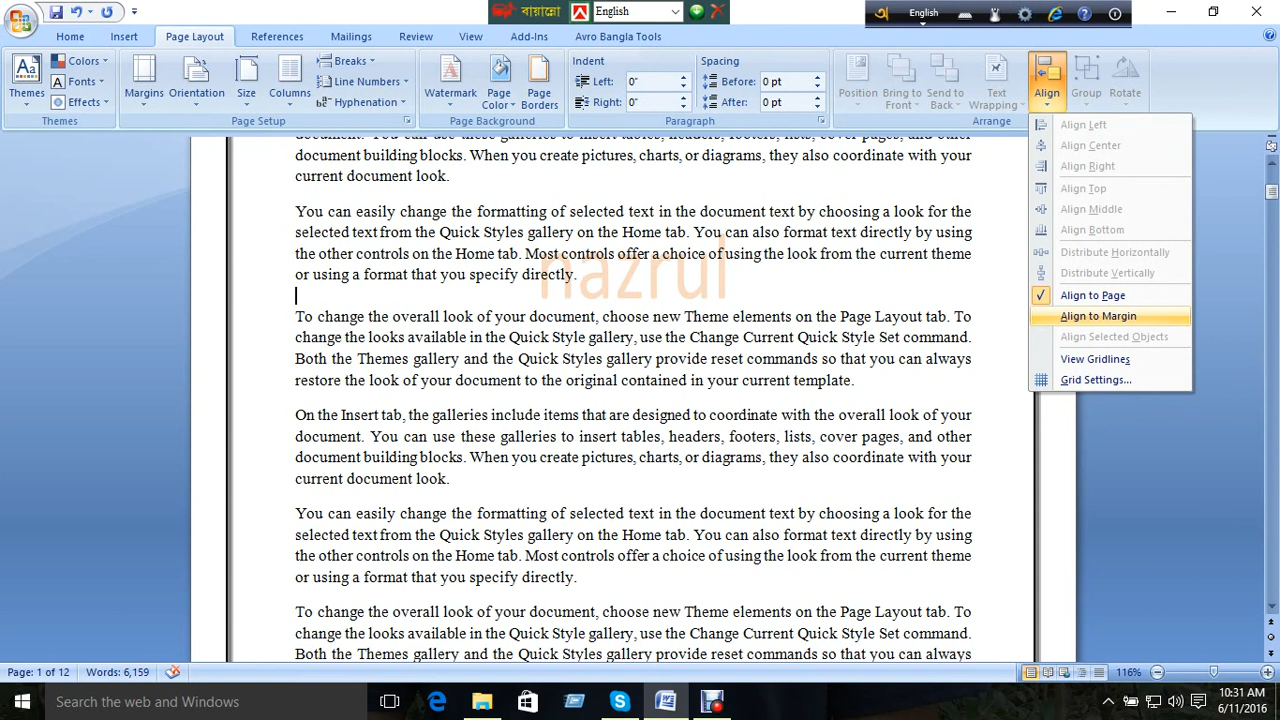 বায়ান্নো English
English
Home Insert Page Layout References Mailings Review View Add-Ins Avro Bangla Tools
Themes Colors Fonts Effects
Margins Orientation Size Columns Breaks Line Numbers Hyphenation
Watermark Page Color Page Borders
Indent Spacing
Left: 0" Before: 0 pt
Right: 0" After: 0 pt
Position Bring to Front Send to Back Text Wrapping Align Group Rotate
Themes Page Setup Page Background Paragraph Arrange
Align Left
Align Center
Align Right
Align Top
Align Middle
Align Bottom
Distribute Horizontally
Distribute Vertically
Align to Page
Align to Margin
Align Selected Objects
View Gridlines
Grid Settings...
document. You can use these galleries to insert tables, headers, footers, lists, cover pages, and other
document building blocks. When you create pictures, charts, or diagrams, they also coordinate with your
current document look.
You can easily change the formatting of selected text in the document text by choosing a look for the
selected text from the Quick Styles gallery on the Home tab. You can also format text directly by using
the other controls on the Home tab. Most controls offer a choice of using the look from the current theme
or using a format that you specify directly.
nazrul
To change the overall look of your document, choose new Theme elements on the Page Layout tab. To
change the looks available in the Quick Style gallery, use the Change Current Quick Style Set command.
Both the Themes gallery and the Quick Styles gallery provide reset commands so that you can always
restore the look of your document to the original contained in your current template.
On the Insert tab, the galleries include items that are designed to coordinate with the overall look of your
document. You can use these galleries to insert tables, headers, footers, lists, cover pages, and other
document building blocks. When you create pictures, charts, or diagrams, they also coordinate with your
current document look.
You can easily change the formatting of selected text in the document text by choosing a look for the
selected text from the Quick Styles gallery on the Home tab. You can also format text directly by using
the other controls on the Home tab. Most controls offer a choice of using the look from the current theme
or using a format that you specify directly.
To change the overall look of your document, choose new Theme elements on the Page Layout tab. To
change the looks available in the Quick Style gallery, use the Change Current Quick Style Set command.
Both the Themes gallery and the Quick Styles gallery provide reset commands so that you can always
Page: 1 of 12 Words: 6,159 116%
Search the web and Windows
10:31 AM
6/11/2016